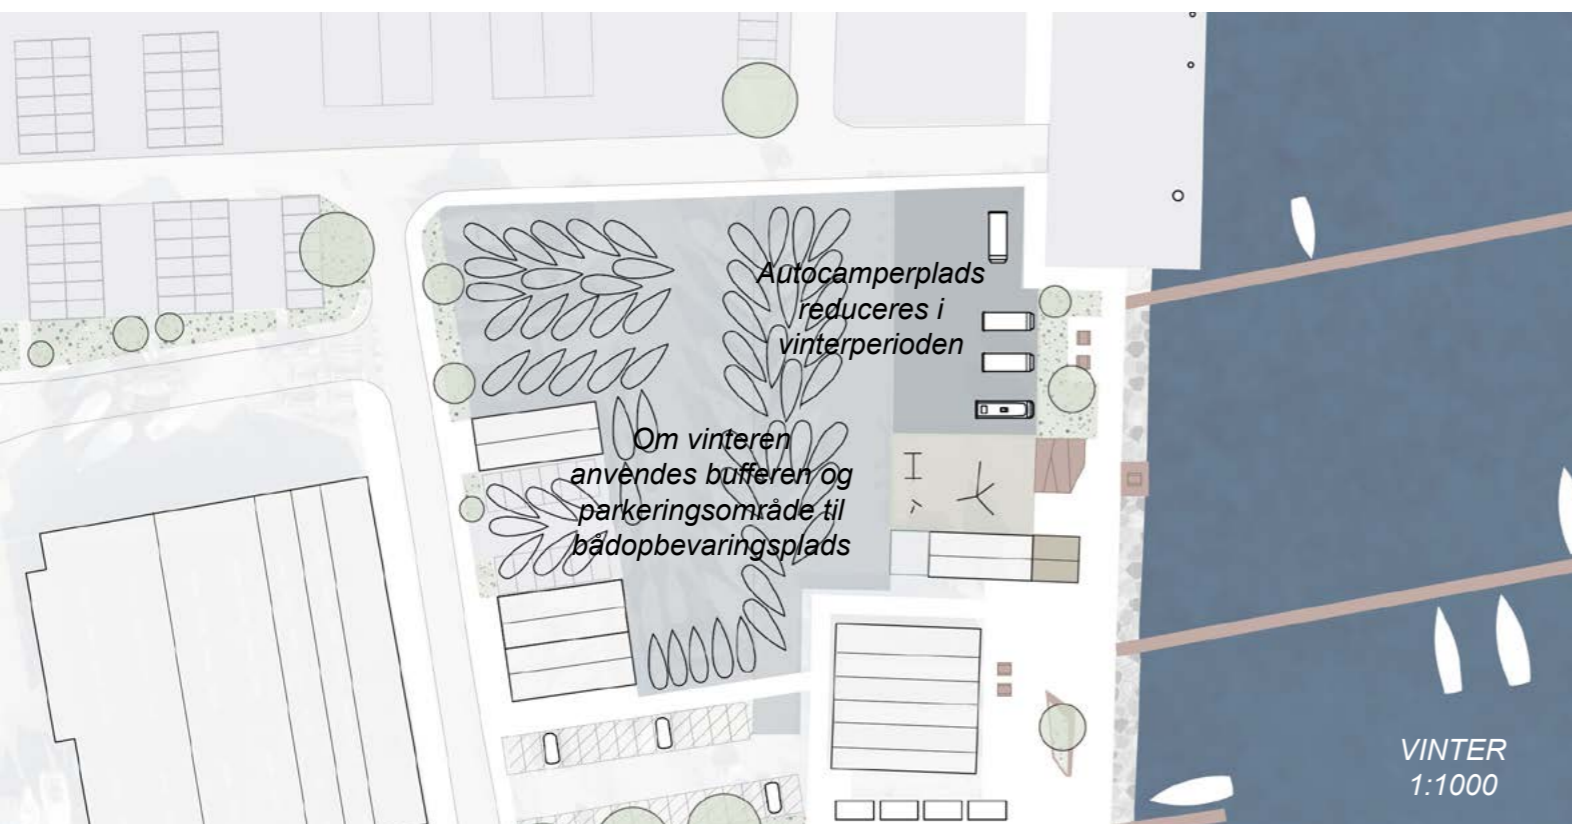 Autocamperplads
reduceres i
vinterperioden
Om vinteren
anvendes bufferen og
parkeringsområde til
bådopbevaringsplads
VINTER
1:1000